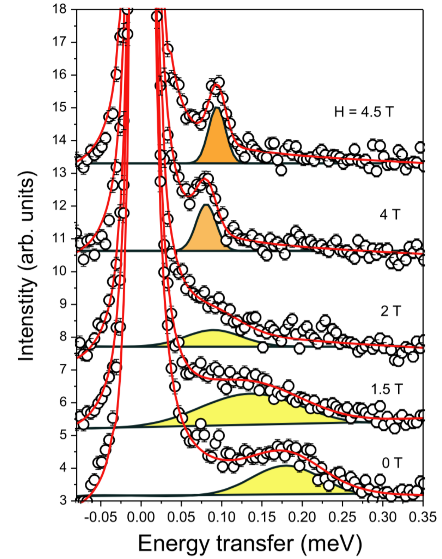 18
17
16
15
H = 4.5 T
14
13
12
4 T
11
10
9
2 T
8
7
1.5 T
6
5
0 T
4
3
-0.05 0.00 0.05 0.10 0.15 0.20 0.25 0.30 0.35
Energy transfer (meV)
Intenstity (arb. units)